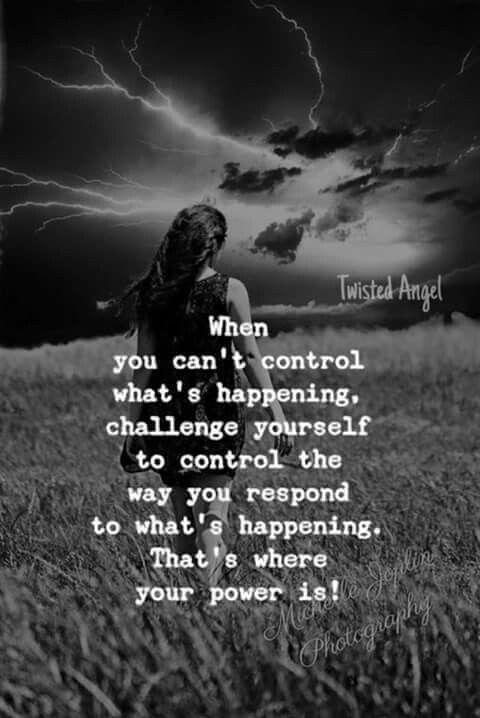 Twisted Angel
When
you can't control
what's happening,
challenge yourself
to control the
way you respond
to what's happening.
That's where
your power is!
Michelle Joplin
Photography